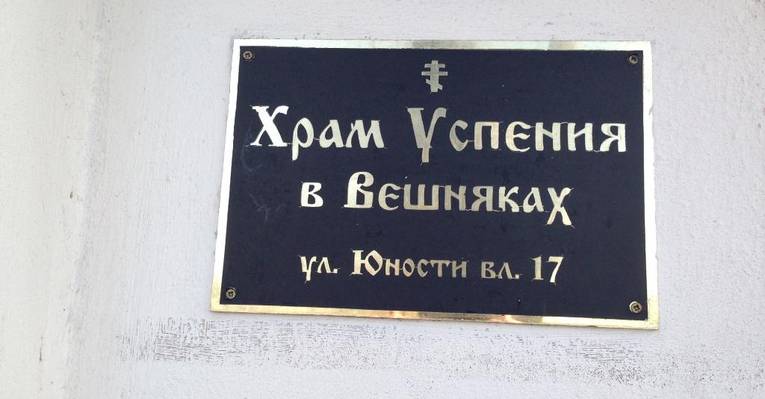 Храм Успения
в Вешняках
ул. Юности вл. 17